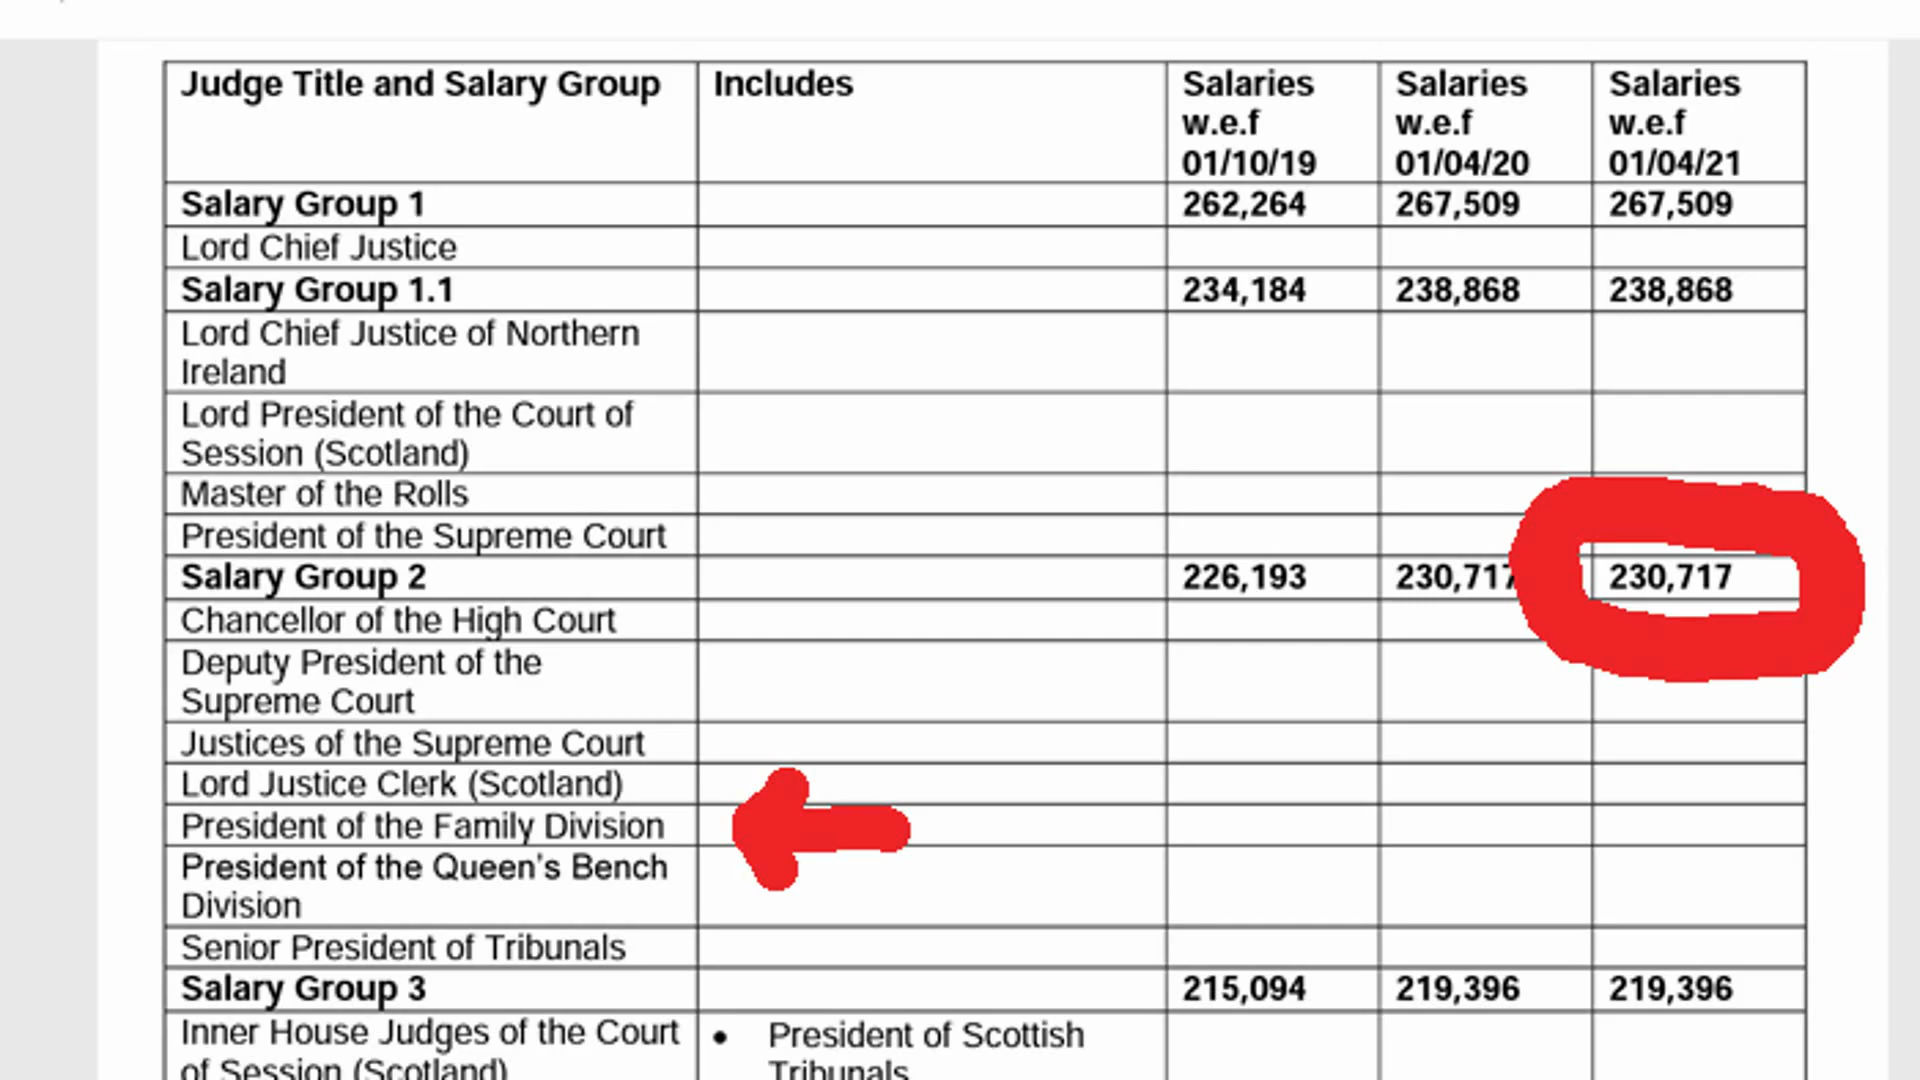 Judge Title and Salary Group Includes Salaries Salaries Salaries
w.e.f w.e.f w.e.f
01/10/19 01/04/20 01/04/21
Salary Group 1 262,264 267,509 267,509
Lord Chief Justice
Salary Group 1.1 234,184 238,868 238,868
Lord Chief Justice of Northern
Ireland
Lord President of the Court of
Session (Scotland)
Master of the Rolls
President of the Supreme Court
Salary Group 2 226,193 230,717 230,717
Chancellor of the High Court
Deputy President of the
Supreme Court
Justices of the Supreme Court
Lord Justice Clerk (Scotland)
President of the Family Division
President of the Queen's Bench
Division
Senior President of Tribunals
Salary Group 3 215,094 219,396 219,396
Inner House Judges of the Court • President of Scottish
of Session (Scotland) Tribunals